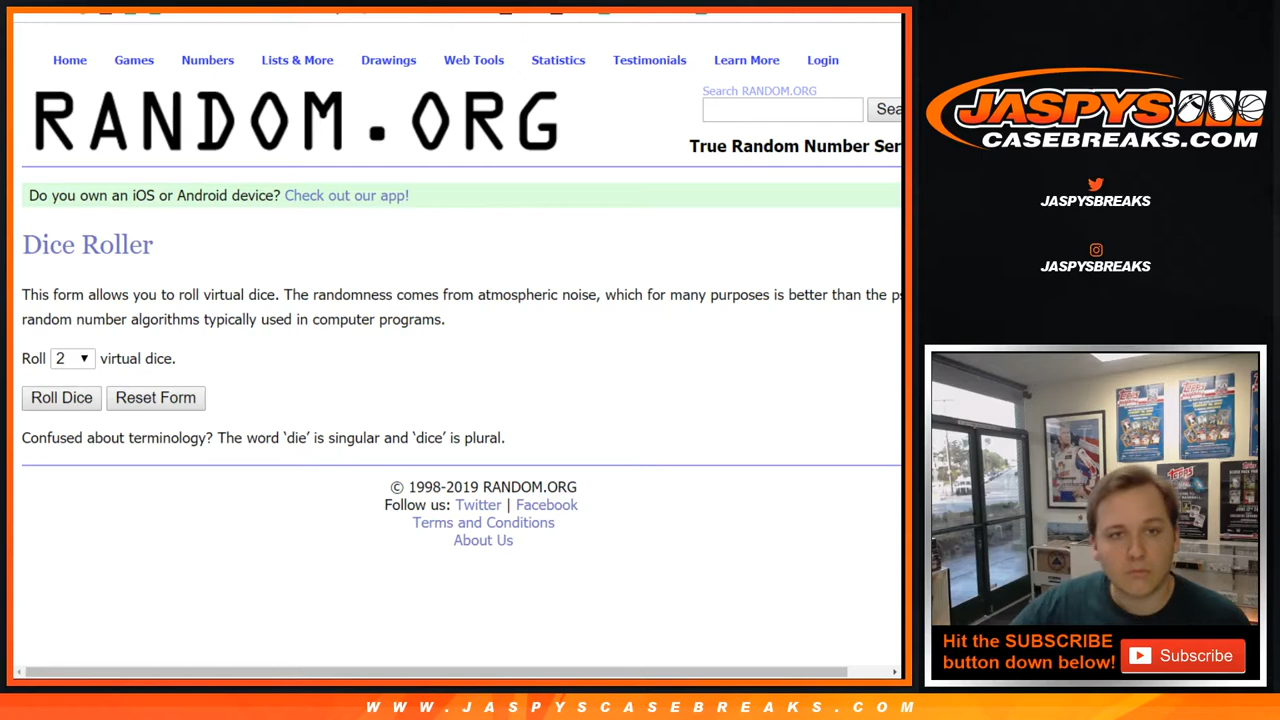 Home Games Numbers Lists & More Drawings Web Tools Statistics Testimonials Learn More Login
RANDOM.ORG
Search RANDOM.ORG
Sea
True Random Number Ser
Do you own an iOS or Android device? Check out our app!
Dice Roller
This form allows you to roll virtual dice. The randomness comes from atmospheric noise, which for many purposes is better than the ps
random number algorithms typically used in computer programs.
Roll 2 virtual dice.
Roll Dice Reset Form
Confused about terminology? The word ‘die’ is singular and ‘dice’ is plural.
© 1998-2019 RANDOM.ORG
Follow us: Twitter | Facebook
Terms and Conditions
About Us
JASPYS
CASEBREAKS.COM
JASPYSBREAKS
JASPYSBREAKS
Topps
Topps
Topps
Hit the SUBSCRIBE
button down below!
Subscribe
WWW.JASPYSCASEBREAKS.COM